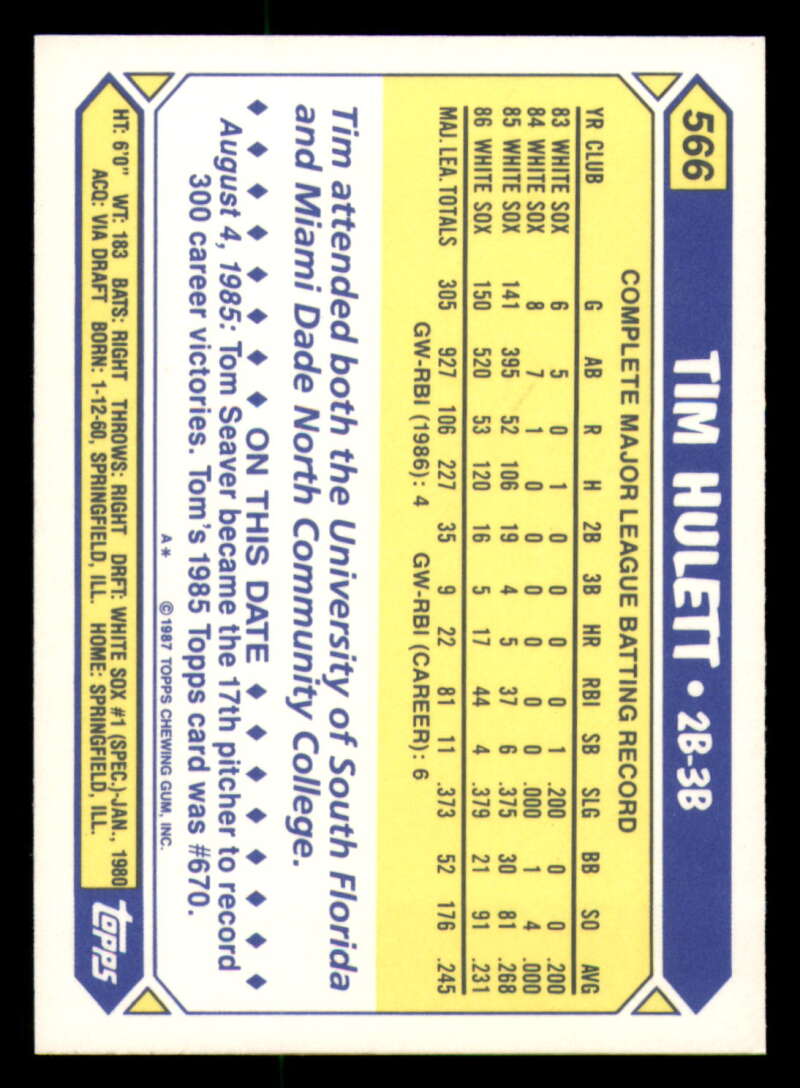 566 TIM HULETT • 2B-3B
COMPLETE MAJOR LEAGUE BATTING RECORD
YR CLUB G AB R H 2B 3B HR RBI SB SLG BB SO AVG
83 WHITE SOX 6 5 0 1 0 0 0 0 1 .200 0 0 .200
84 WHITE SOX 8 7 1 0 0 0 0 0 0 .000 1 4 .000
85 WHITE SOX 141 395 52 106 19 4 5 37 6 .375 30 81 .268
86 WHITE SOX 150 520 53 120 16 5 17 44 4 .379 21 91 .231
MAJ. LEA. TOTALS 305 927 106 227 35 9 22 81 11 .373 52 176 .245
GW-RBI (1986): 4 GW-RBI (CAREER): 6
Tim attended both the University of South Florida
and Miami Dade North Community College.
♦ ♦ ♦ ♦ ♦ ♦ ♦ ON THIS DATE ♦ ♦ ♦ ♦ ♦ ♦ ♦ ♦
August 4, 1985: Tom Seaver became the 17th pitcher to record
300 career victories. Tom's 1985 Topps card was #670.
A* ©1987 TOPPS CHEWING GUM, INC.
HT: 6'0" WT: 183 BATS: RIGHT THROWS: RIGHT DRFT: WHITE SOX #1 (SPEC.)-JAN., 1980
ACQ: VIA DRAFT BORN: 1-12-60, SPRINGFIELD, ILL. HOME: SPRINGFIELD, ILL.
topps